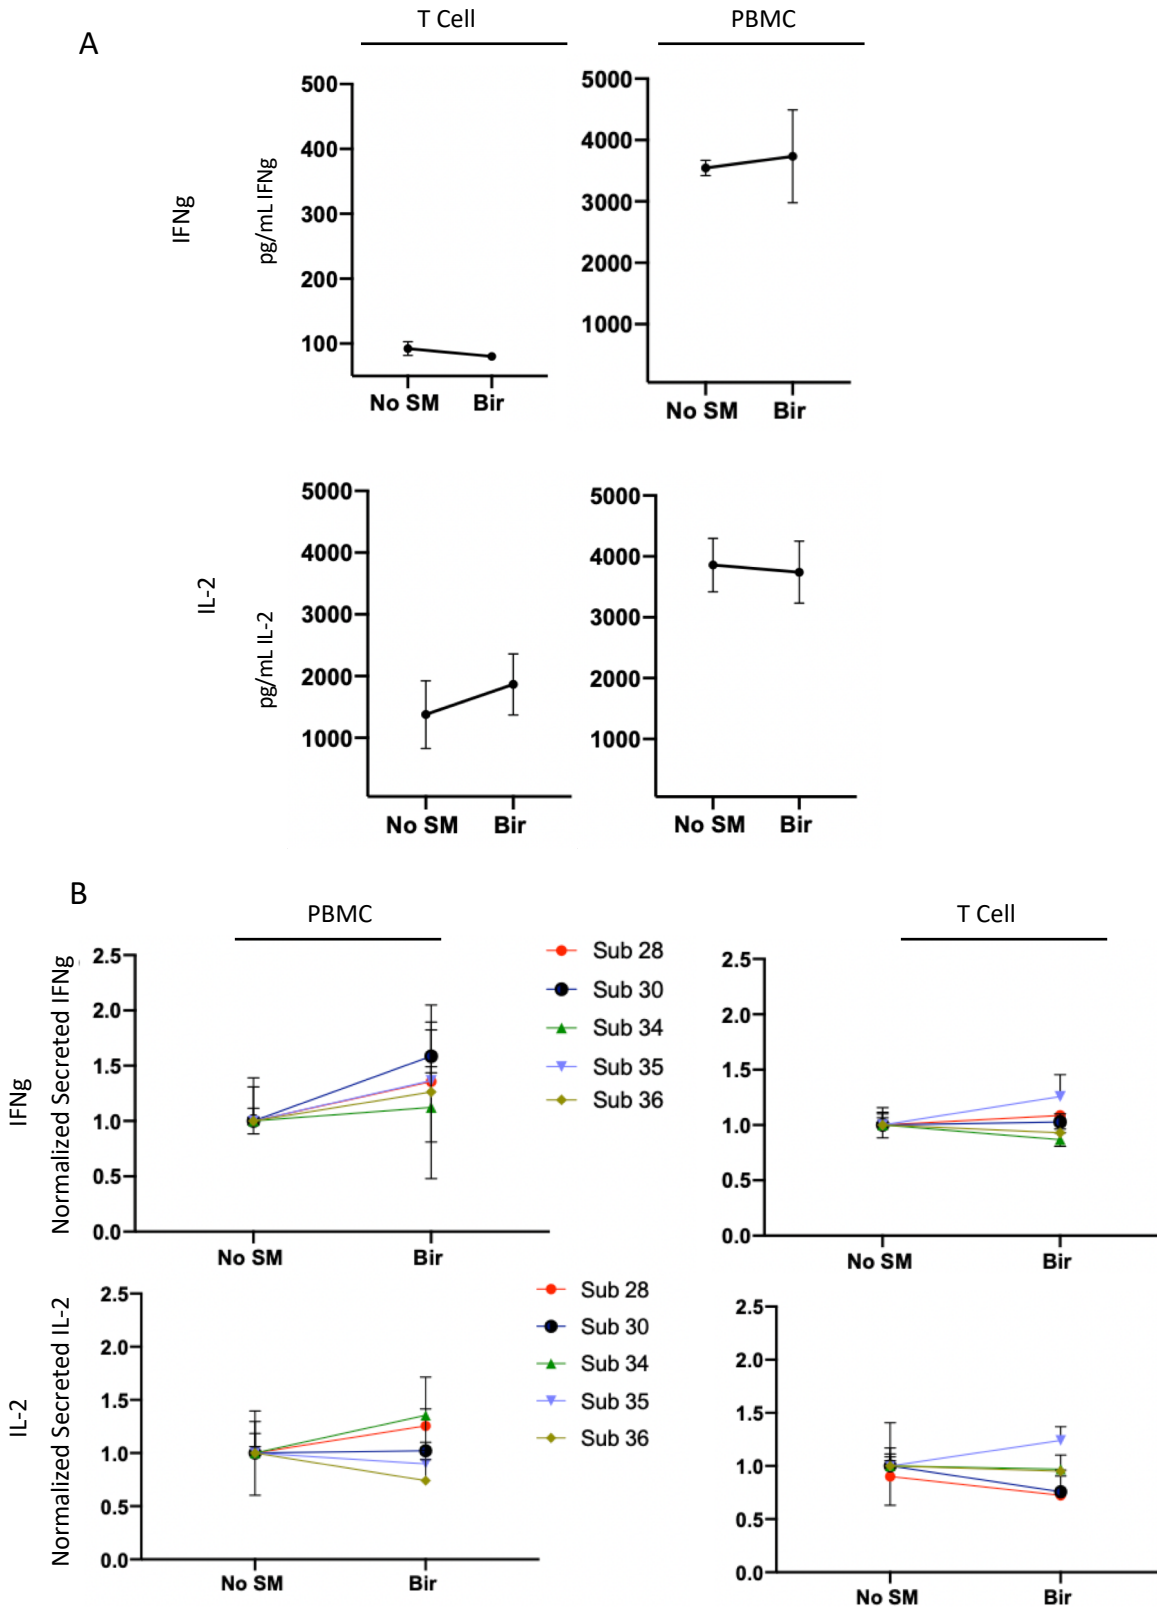 A
T Cell
PBMC
IFNg
pg/mL IFNg
500
400
300
200
100
No SM
Bir
5000
4000
3000
2000
1000
No SM
Bir
IL-2
pg/mL IL-2
5000
4000
3000
2000
1000
No SM
Bir
5000
4000
3000
2000
1000
No SM
Bir
B
PBMC
T Cell
IFNg
Normalized Secreted IFNg
2.5
2.0
1.5
1.0
0.5
0.0
No SM
Bir
Sub 28
Sub 30
Sub 34
Sub 35
Sub 36
2.5
2.0
1.5
1.0
0.5
0.0
No SM
Bir
IL-2
Normalized Secreted IL-2
2.5
2.0
1.5
1.0
0.5
0.0
No SM
Bir
Sub 28
Sub 30
Sub 34
Sub 35
Sub 36
2.5
2.0
1.5
1.0
0.5
0.0
No SM
Bir